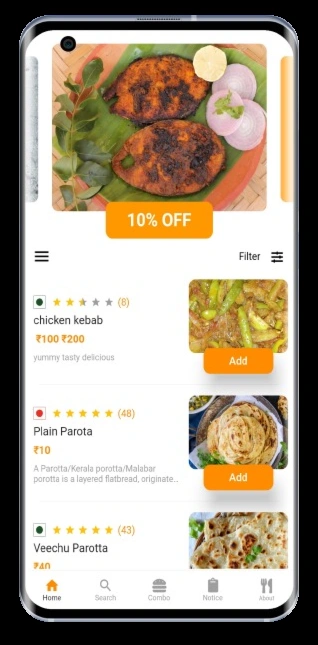 10% OFF
Filter
(8)
chicken kebab
₹100 ₹200
yummy tasty delicious
Add
(48)
Plain Parota
₹10
A Parotta/Kerala porotta/Malabar
porotta is a layered flatbread, originate...
Add
(43)
Veechu Parotta
₹40
Home
Search
Combo
Notice
About